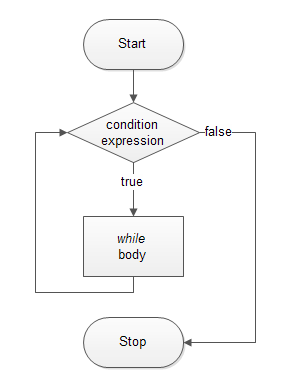 Start
condition
expression
false
true
while
body
Stop